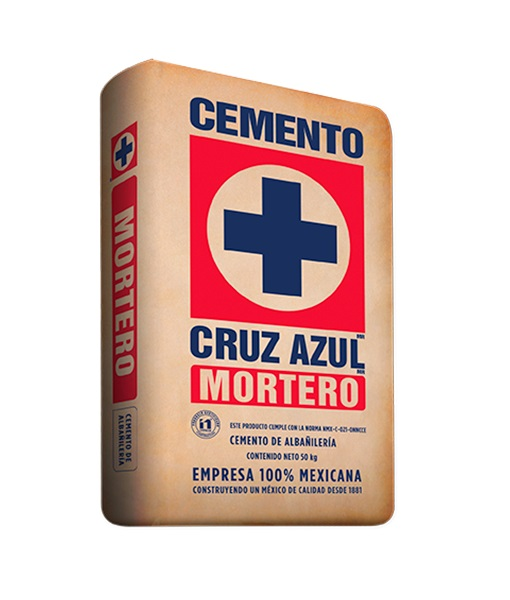 CEMENTO
CRUZ AZUL
MORTERO
ESTE PRODUCTO CUMPLE CON LA NORMA NMX-C-021-ONNCCE
CEMENTO DE ALBAÑILERÍA
CONTENIDO NETO 50 kg
EMPRESA 100% MEXICANA
CONSTRUYENDO UN MÉXICO DE CALIDAD DESDE 1881
MORTERO
CEMENTO DE
ALBAÑILERIA